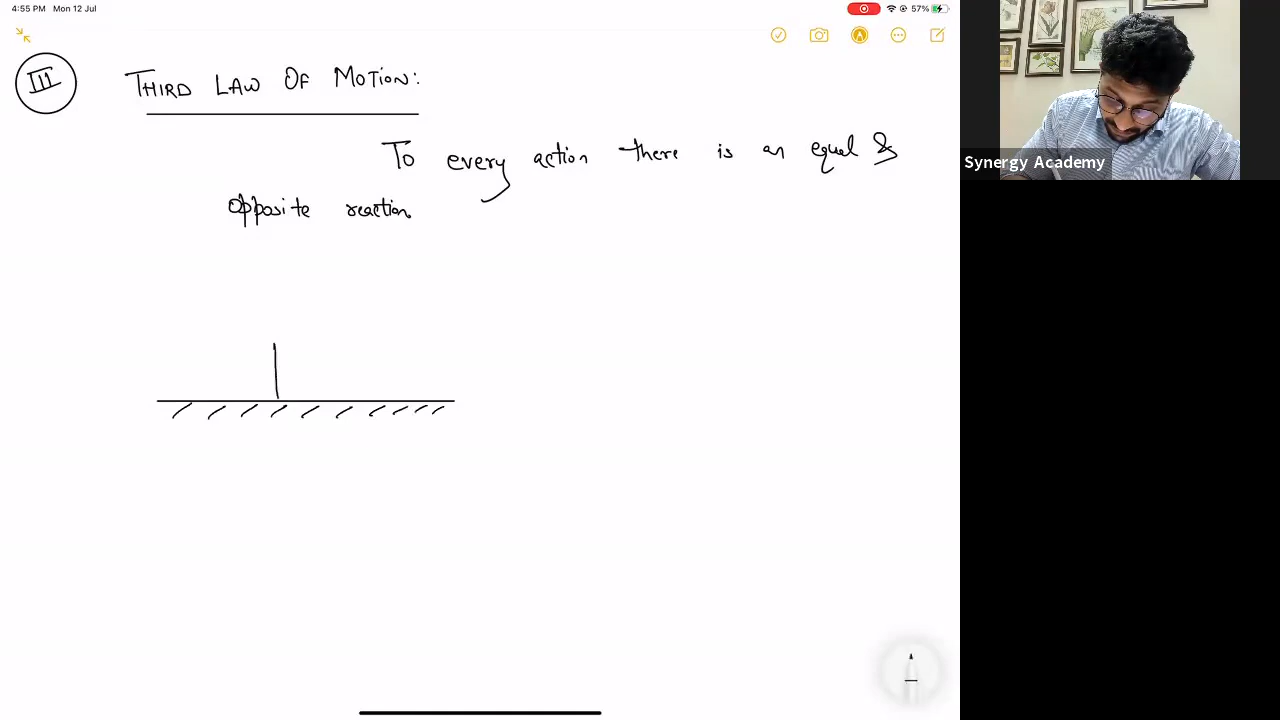 4:55 PM Mon 12 Jul
57%
III
THIRD LAW OF MOTION:
To every action there is an equal &
opposite reaction
Synergy Academy